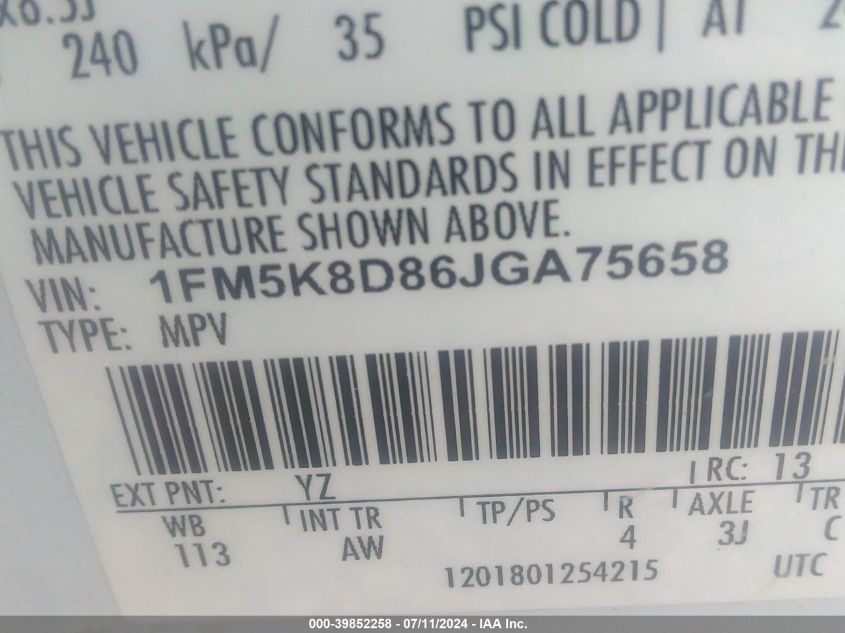 240 kPa/ 35 PSI COLD | AT
THIS VEHICLE CONFORMS TO ALL APPLICABLE
VEHICLE SAFETY STANDARDS IN EFFECT ON THE
MANUFACTURE SHOWN ABOVE.
VIN: 1FM5K8D86JGA75658
TYPE: MPV
EXT PNT: YZ | RC: 13
WB | INT TR | TP/PS | R | AXLE | TR
113 AW 4 3J C
1201801254215 UTC
000-39852258 - 07/11/2024 - IAA Inc.